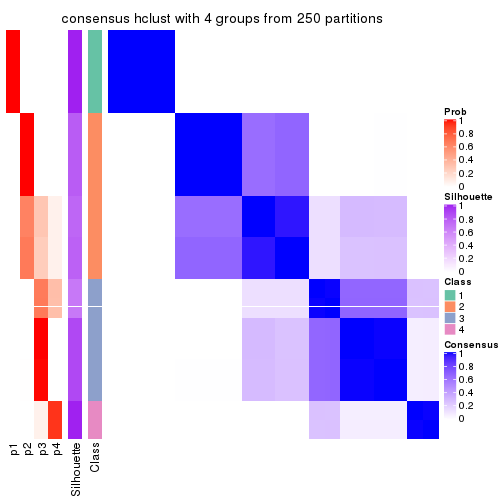 consensus hclust with 4 groups from 250 partitions
Prob
1
0.8
0.6
0.4
0.2
0
Silhouette
1
0.8
0.6
0.4
0.2
0
Class
1
2
3
4
Consensus
1
0.8
0.6
0.4
0.2
0
p1
p2
p3
p4
Silhouette
Class